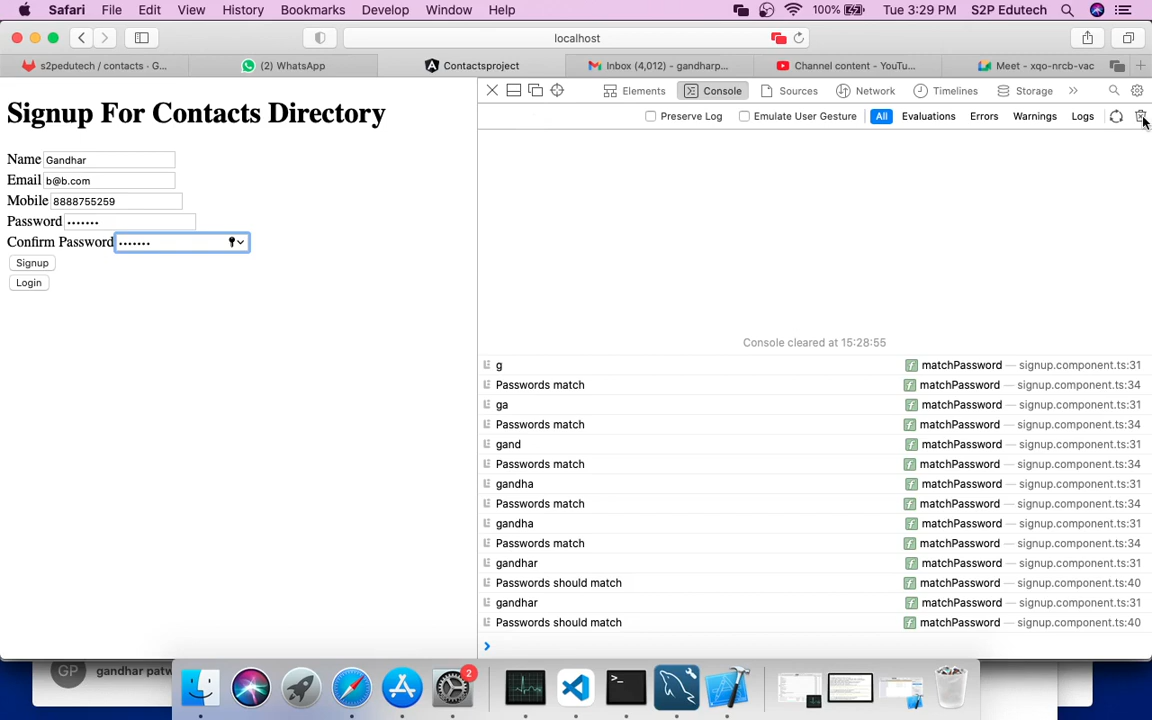 Safari File Edit View History Bookmarks Develop Window Help 100% Tue 3:29 PM S2P Edutech
localhost
s2pedutech / contacts · G... (2) WhatsApp Contactsproject Inbox (4,012) - gandharp... Channel content - YouTu... Meet - xqo-nrcb-vac
Elements Console Sources Network Timelines Storage
Preserve Log Emulate User Gesture All Evaluations Errors Warnings Logs
Signup For Contacts Directory
Name Gandhar
Email b@b.com
Mobile 8888755259
Password •••••••
Confirm Password •••••••
Signup
Login
Console cleared at 15:28:55
g matchPassword — signup.component.ts:31
Passwords match matchPassword — signup.component.ts:34
ga matchPassword — signup.component.ts:31
Passwords match matchPassword — signup.component.ts:34
gand matchPassword — signup.component.ts:31
Passwords match matchPassword — signup.component.ts:34
gandha matchPassword — signup.component.ts:31
Passwords match matchPassword — signup.component.ts:34
gandha matchPassword — signup.component.ts:31
Passwords match matchPassword — signup.component.ts:34
gandhar matchPassword — signup.component.ts:31
Passwords should match matchPassword — signup.component.ts:40
gandhar matchPassword — signup.component.ts:31
Passwords should match matchPassword — signup.component.ts:40
GP gandhar patw
2